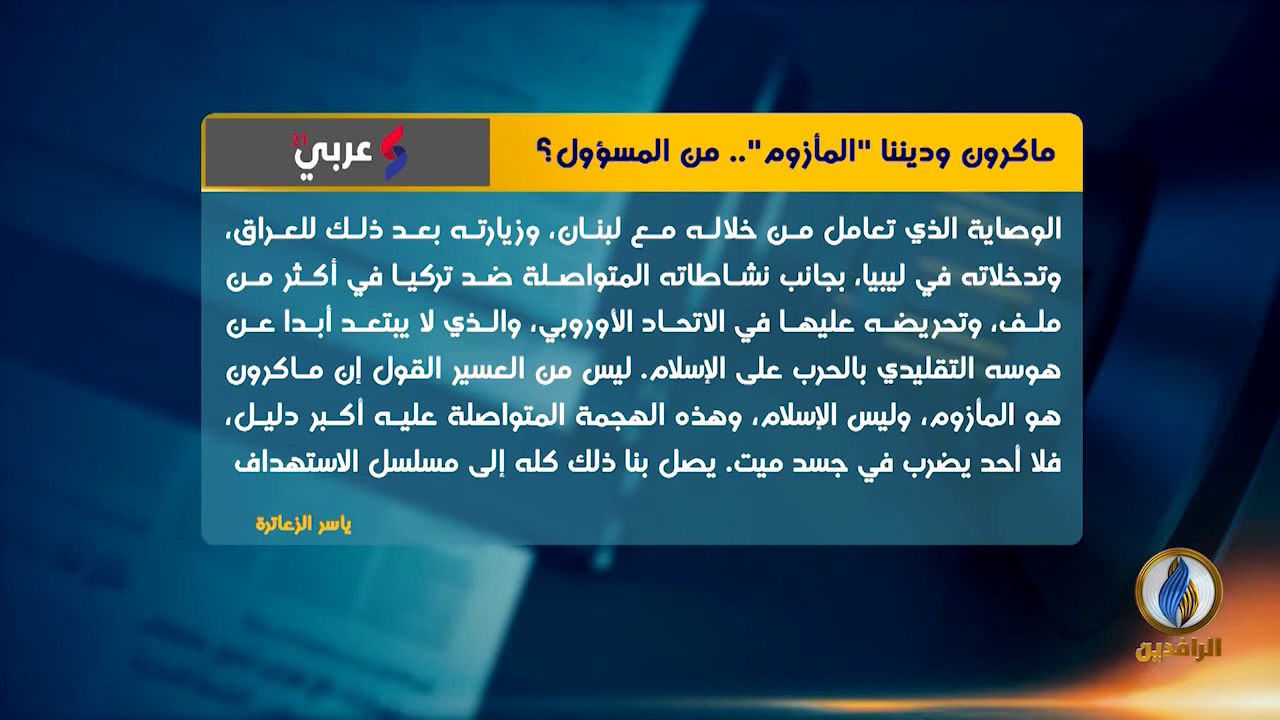 ماكرون وديننا "المأزوم".. من المسؤول؟
عربي 21
الوصاية الذي تعامل من خلاله مع لبنان، وزيارته بعد ذلك للعراق،
وتدخلاته في ليبيا، بجانب نشاطاته المتواصلة ضد تركيا في أكثر من
ملف، وتحريضه عليها في الاتحاد الأوروبي، والذي لا يبتعد أبدا عن
هوسه التقليدي بالحرب على الإسلام. ليس من العسير القول إن ماكرون
هو المأزوم، وليس الإسلام، وهذه الهجمة المتواصلة عليه أكبر دليل،
فلا أحد يضرب في جسد ميت. يصل بنا ذلك كله إلى مسلسل الاستهداف
ياسر الزعاترة
الرافدين